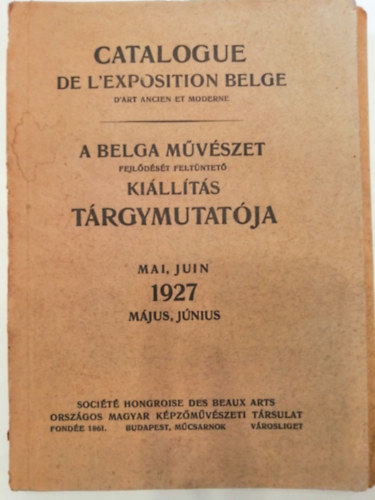 CATALOGUE
DE L'EXPOSITION BELGE
D'ART ANCIEN ET MODERNE
A BELGA MŰVÉSZET
FEJLŐDÉSÉT FELTÜNTETŐ
KIÁLLÍTÁS
TÁRGYMUTATÓJA
MAI, JUIN
1927
MÁJUS, JÚNIUS
SOCIÉTÉ HONGROISE DES BEAUX ARTS
ORSZÁGOS MAGYAR KÉPZŐMŰVÉSZETI TÁRSULAT
FONDÉE 1861. BUDAPEST, MŰCSARNOK VÁROSLIGET